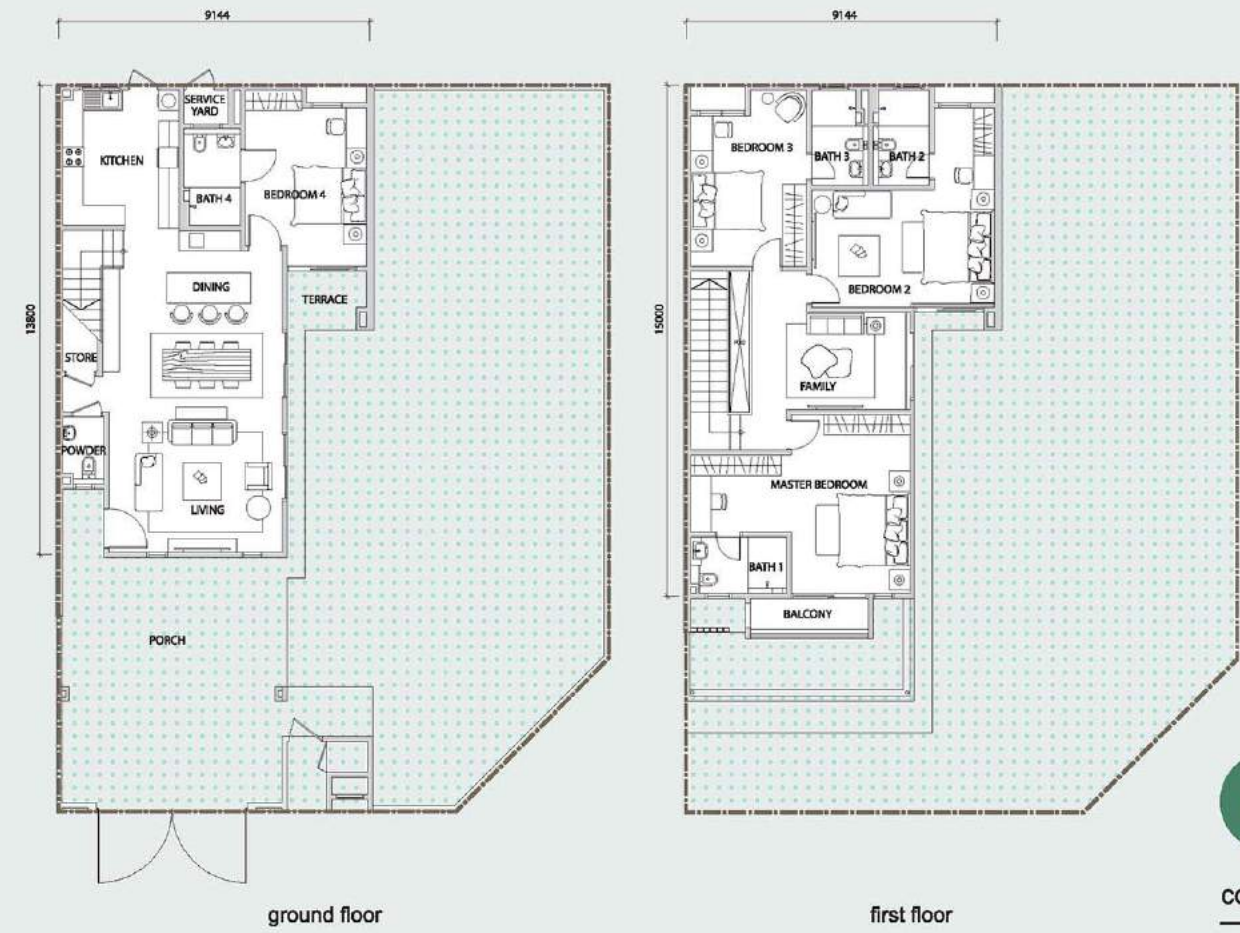 9144
13800
SERVICE
YARD
KITCHEN
BATH 4
BEDROOM 4
DINING
TERRACE
STORE
POWDER
LIVING
PORCH
ground floor
9144
15000
BEDROOM 3
BATH 3
BATH 2
BEDROOM 2
FAMILY
MASTER BEDROOM
BATH 1
BALCONY
first floor